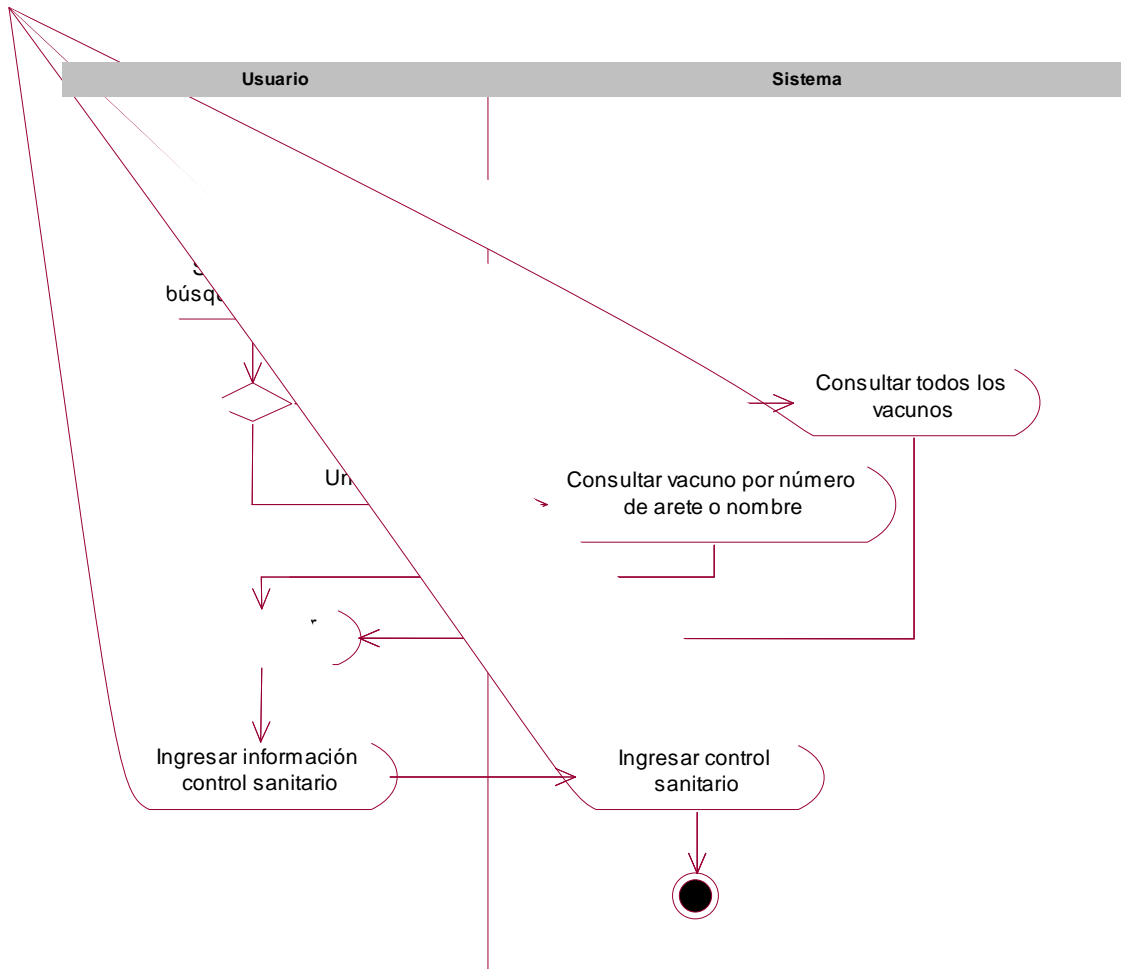 Usuario
Sistema
Consultar todos los
vacunos
Consultar vacuno por número
de arete o nombre
Ingresar información
control sanitario
Ingresar control
sanitario